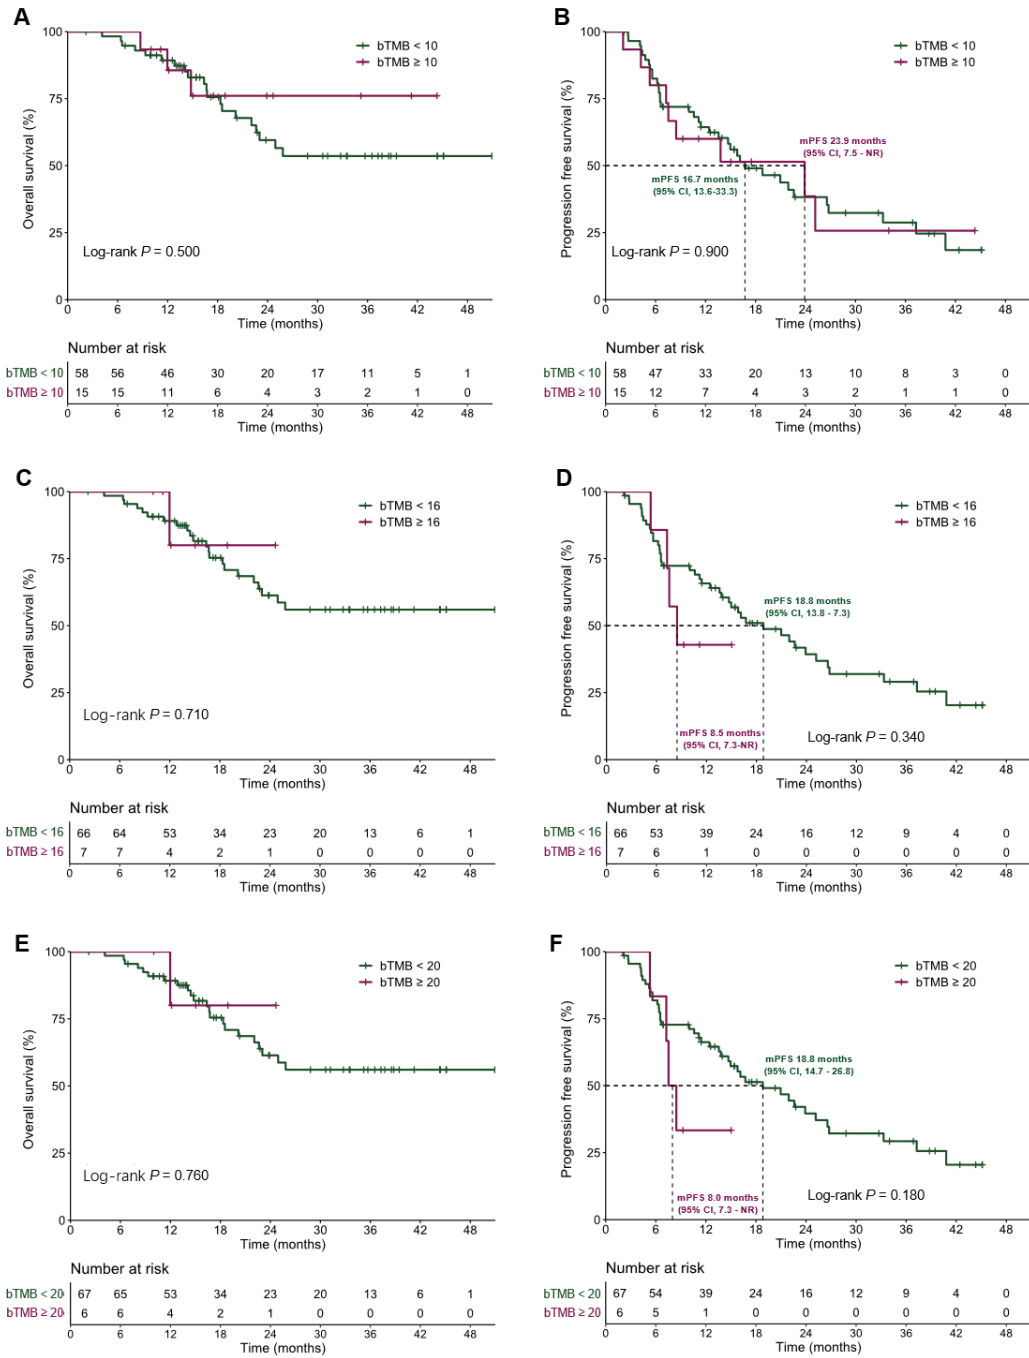 A
100
75
50
25
0
Overall survival (%)
bTMB < 10
bTMB ≥ 10
Log-rank P = 0.500
0 6 12 18 24 30 36 42 48
Time (months)
Number at risk
bTMB < 10 58 56 46 30 20 17 11 5 1
bTMB ≥ 10 15 15 11 6 4 3 2 1 0
0 6 12 18 24 30 36 42 48
Time (months)
B
100
75
50
25
0
Progression free survival (%)
bTMB < 10
bTMB ≥ 10
mPFS 23.9 months
(95% CI, 7.5 - NR)
mPFS 16.7 months
(95% CI, 13.6-33.3)
Log-rank P = 0.900
0 6 12 18 24 30 36 42 48
Time (months)
Number at risk
bTMB < 10 58 47 33 20 13 10 8 3 0
bTMB ≥ 10 15 12 7 4 3 2 1 1 0
0 6 12 18 24 30 36 42 48
Time (months)
C
100
75
50
25
0
Overall survival (%)
bTMB < 16
bTMB ≥ 16
Log-rank P = 0.710
0 6 12 18 24 30 36 42 48
Time (months)
Number at risk
bTMB < 16 66 64 53 34 23 20 13 6 1
bTMB ≥ 16 7 7 4 2 1 0 0 0 0
0 6 12 18 24 30 36 42 48
Time (months)
D
100
75
50
25
0
Progression free survival (%)
bTMB < 16
bTMB ≥ 16
mPFS 18.8 months
(95% CI, 13.8 - 7.3)
mPFS 8.5 months
(95% CI, 7.3-NR)
Log-rank P = 0.340
0 6 12 18 24 30 36 42 48
Time (months)
Number at risk
bTMB < 16 66 53 39 24 16 12 9 4 0
bTMB ≥ 16 7 6 1 0 0 0 0 0 0
0 6 12 18 24 30 36 42 48
Time (months)
E
100
75
50
25
0
Overall survival (%)
bTMB < 20
bTMB ≥ 20
Log-rank P = 0.760
0 6 12 18 24 30 36 42 48
Time (months)
Number at risk
bTMB < 20 67 65 53 34 23 20 13 6 1
bTMB ≥ 20 6 6 4 2 1 0 0 0 0
0 6 12 18 24 30 36 42 48
Time (months)
F
100
75
50
25
0
Progression free survival (%)
bTMB < 20
bTMB ≥ 20
mPFS 18.8 months
(95% CI, 14.7 - 26.8)
mPFS 8.0 months
(95% CI, 7.3 - NR)
Log-rank P = 0.180
0 6 12 18 24 30 36 42 48
Time (months)
Number at risk
bTMB < 20 67 54 39 24 16 12 9 4 0
bTMB ≥ 20 6 5 1 0 0 0 0 0 0
0 6 12 18 24 30 36 42 48
Time (months)